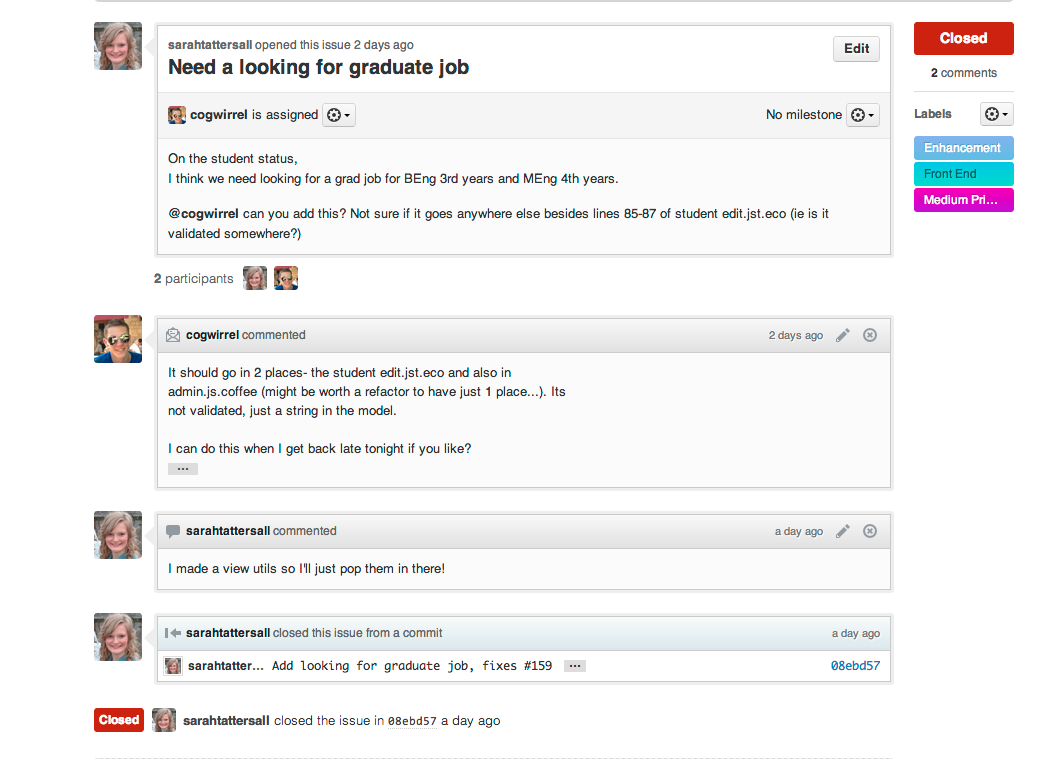 sarahtattersall opened this issue 2 days ago
Need a looking for graduate job
Edit
Closed
2 comments
cogwirrel is assigned
No milestone
Labels
Enhancement
Front End
Medium Pri...
On the student status,
I think we need looking for a grad job for BEng 3rd years and MEng 4th years.
@cogwirrel can you add this? Not sure if it goes anywhere else besides lines 85-87 of student edit.jst.eco (ie is it
validated somewhere?)
2 participants
cogwirrel commented
2 days ago
It should go in 2 places- the student edit.jst.eco and also in
admin.js.coffee (might be worth a refactor to have just 1 place...). Its
not validated, just a string in the model.
I can do this when I get back late tonight if you like?
...
sarahtattersall commented
a day ago
I made a view utils so I'll just pop them in there!
sarahtattersall closed this issue from a commit
a day ago
sarahtatter... Add looking for graduate job, fixes #159 ...
08ebd57
Closed
sarahtattersall closed the issue in 08ebd57 a day ago